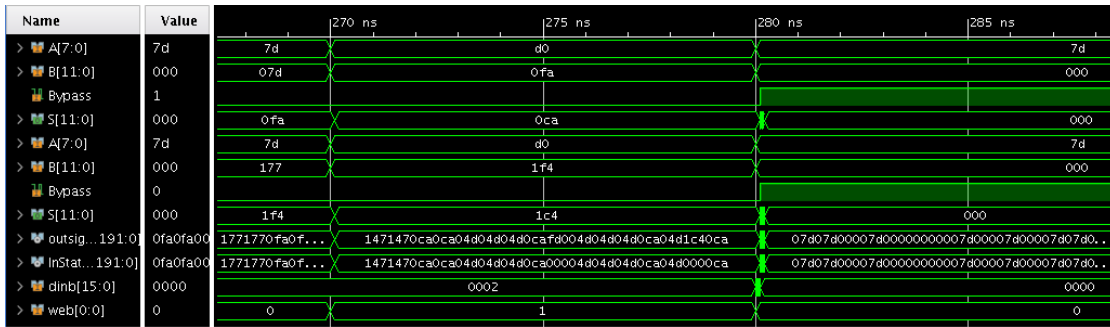 Name Value 270 ns 275 ns 280 ns 285 ns
A[7:0] 7d 7d d0 7d
B[11:0] 000 07d 0fa 000
Bypass 1
S[11:0] 000 0fa 0ca 000
A[7:0] 7d 7d d0 7d
B[11:0] 000 177 1f4 000
Bypass 0
S[11:0] 000 1f4 1c4 000
outsig...191:0] 0fa0fa00 1771770fa0f... 1471470ca0ca04d04d04d0cafd004d04d04d0ca04d1c40ca 07d07d00007d00000000007d00007d00007d07d0..
InStat...191:0] 0fa0fa00 1771770fa0f... 1471470ca0ca04d04d04d0ca00004d04d04d0ca04d0000ca 07d07d00007d00000000007d00007d00007d07d0..
dinb[15:0] 0000 0002 0000
web[0:0] 0 0 1 0